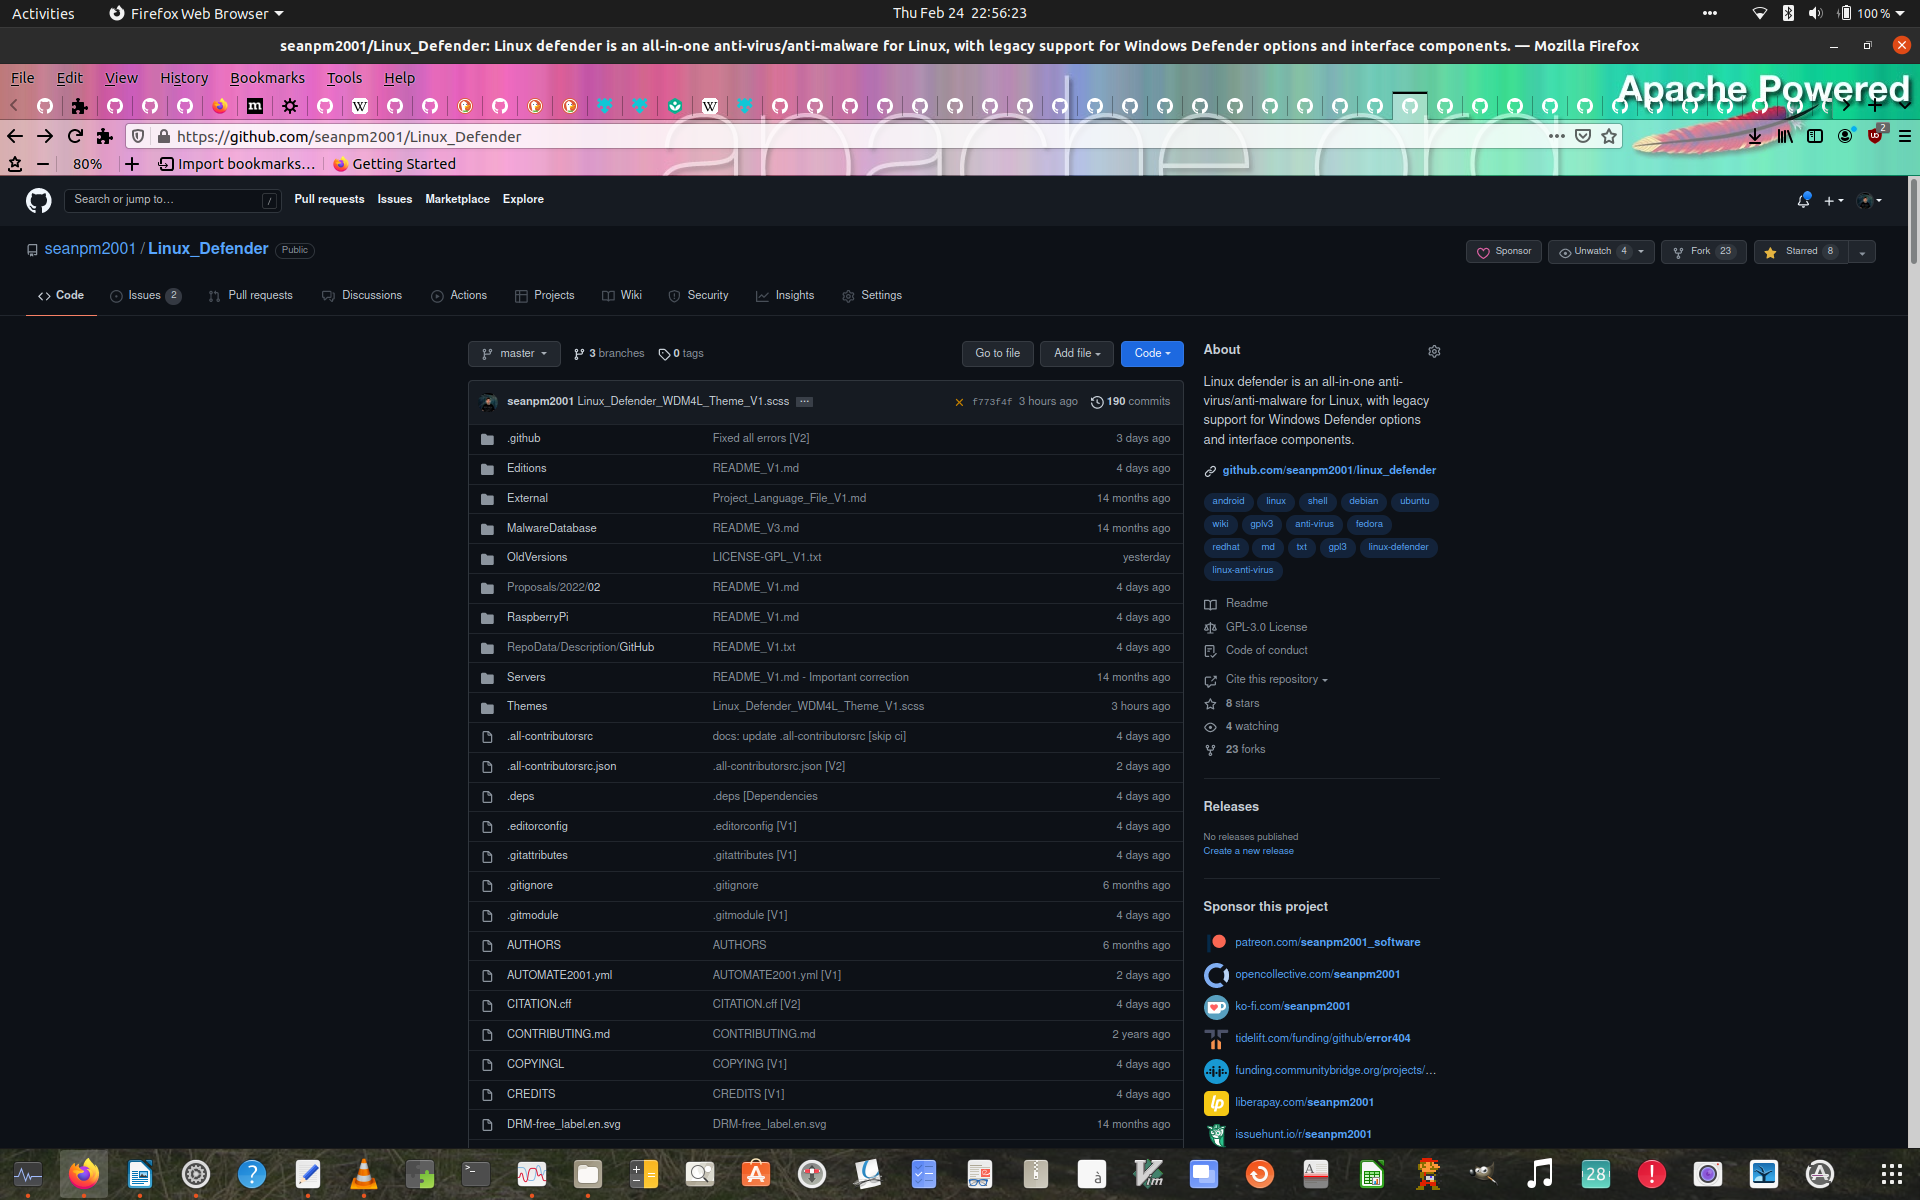 Activities Firefox Web Browser Thu Feb 24 22:56:23 100 %
seanpm2001/Linux_Defender: Linux defender is an all-in-one anti-virus/anti-malware for Linux, with legacy support for Windows Defender options and interface components. — Mozilla Firefox
File Edit View History Bookmarks Tools Help
Apache Powered
https://github.com/seanpm2001/Linux_Defender 2
apache.org
80% Import bookmarks... Getting Started
Search or jump to... / Pull requests Issues Marketplace Explore
seanpm2001 / Linux_Defender Public Sponsor Unwatch 4 Fork 23 Starred 8
Code Issues 2 Pull requests Discussions Actions Projects Wiki Security Insights Settings
master 3 branches 0 tags Go to file Add file Code
seanpm2001 Linux_Defender_WDM4L_Theme_V1.scss ... f773f4f 3 hours ago 190 commits
.github Fixed all errors [V2] 3 days ago
Editions README_V1.md 4 days ago
External Project_Language_File_V1.md 14 months ago
MalwareDatabase README_V3.md 14 months ago
OldVersions LICENSE-GPL_V1.txt yesterday
Proposals/2022/02 README_V1.md 4 days ago
RaspberryPi README_V1.md 4 days ago
RepoData/Description/GitHub README_V1.txt 4 days ago
Servers README_V1.md - Important correction 14 months ago
Themes Linux_Defender_WDM4L_Theme_V1.scss 3 hours ago
.all-contributorsrc docs: update .all-contributorsrc [skip ci] 4 days ago
.all-contributorsrc.json .all-contributorsrc.json [V2] 2 days ago
.deps .deps [Dependencies 4 days ago
.editorconfig .editorconfig [V1] 4 days ago
.gitattributes .gitattributes [V1] 4 days ago
.gitignore .gitignore 6 months ago
.gitmodule .gitmodule [V1] 4 days ago
AUTHORS AUTHORS 6 months ago
AUTOMATE2001.yml AUTOMATE2001.yml [V1] 2 days ago
CITATION.cff CITATION.cff [V2] 4 days ago
CONTRIBUTING.md CONTRIBUTING.md 2 years ago
COPYINGL COPYING [V1] 4 days ago
CREDITS CREDITS [V1] 4 days ago
DRM-free_label.en.svg DRM-free_label.en.svg 14 months ago
About
Linux defender is an all-in-one anti-
virus/anti-malware for Linux, with legacy
support for Windows Defender options
and interface components.
github.com/seanpm2001/linux_defender
android linux shell debian ubuntu
wiki gplv3 anti-virus fedora
redhat md txt gpl3 linux-defender
linux-anti-virus
Readme
GPL-3.0 License
Code of conduct
Cite this repository
8 stars
4 watching
23 forks
Releases
No releases published
Create a new release
Sponsor this project
patreon.com/seanpm2001_software
opencollective.com/seanpm2001
ko-fi.com/seanpm2001
tidelift.com/funding/github/error404
funding.communitybridge.org/projects/...
liberapay.com/seanpm2001
issuehunt.io/r/seanpm2001
28